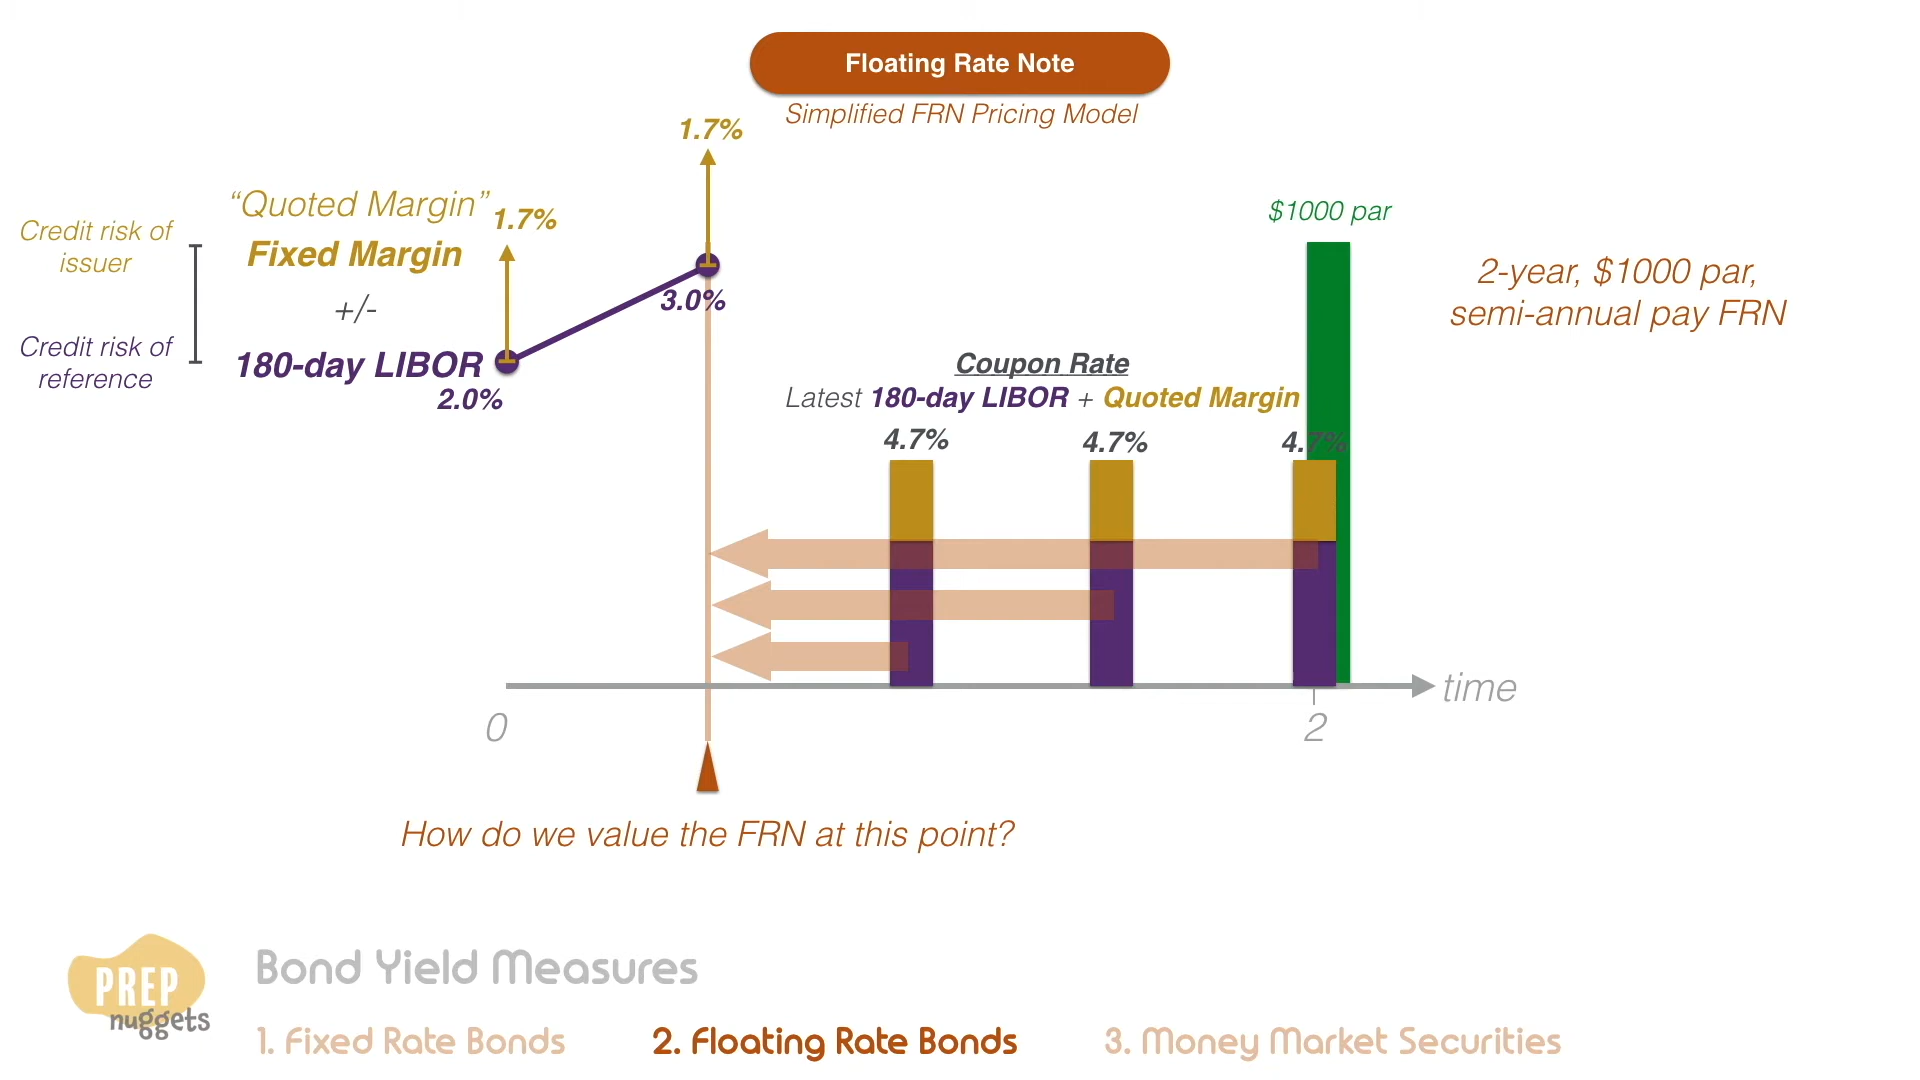 Floating Rate Note
Simplified FRN Pricing Model
1.7%
“Quoted Margin”
1.7%
Credit risk of
issuer
Fixed Margin
+/-
Credit risk of
reference
180-day LIBOR
2.0%
3.0%
$1000 par
2-year, $1000 par,
semi-annual pay FRN
Coupon Rate
Latest 180-day LIBOR + Quoted Margin
4.7%
4.7%
4.7%
time
0
2
How do we value the FRN at this point?
PREP
nuggets
Bond Yield Measures
1. Fixed Rate Bonds
2. Floating Rate Bonds
3. Money Market Securities